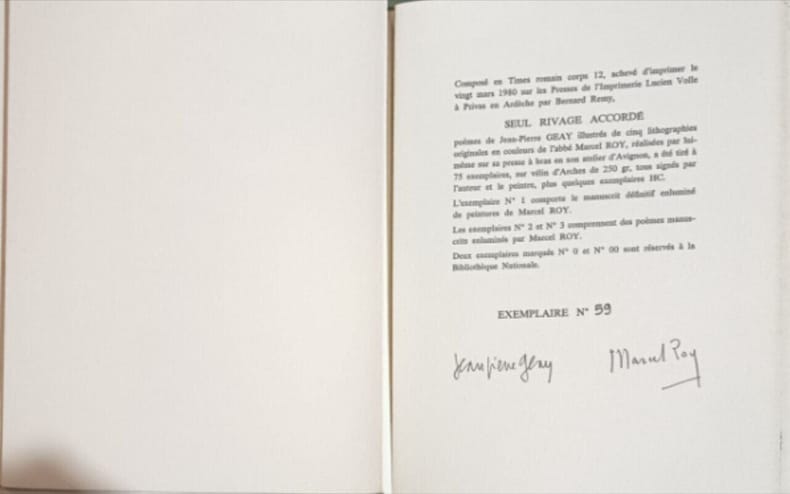 Composé en Times romain corps 12, achevé d'imprimer le
vingt mars 1980 sur les Presses de l'Imprimerie Lucien Volle
à Privas en Ardèche par Bernard Remy,
SEUL RIVAGE ACCORDÉ
poèmes de Jean-Pierre GEAY illustrés de cinq lithographies
originales en couleurs de l'abbé Marcel ROY, réalisées par lui-
même sur sa presse à bras en son atelier d'Avignon, a été tiré à
75 exemplaires, sur vélin d'Arches de 250 gr, tous signés par
l'auteur et le peintre, plus quelques exemplaires HC.
L'exemplaire N° 1 comporte le manuscrit définitif enluminé
de peintures de Marcel ROY.
Les exemplaires N° 2 et N° 3 comprennent des poèmes manus-
crits enluminés par Marcel ROY.
Deux exemplaires marqués N° 0 et N° 00 sont réservés à la
Bibliothèque Nationale.
EXEMPLAIRE N° 59
Jean pierre Geay Marcel Roy